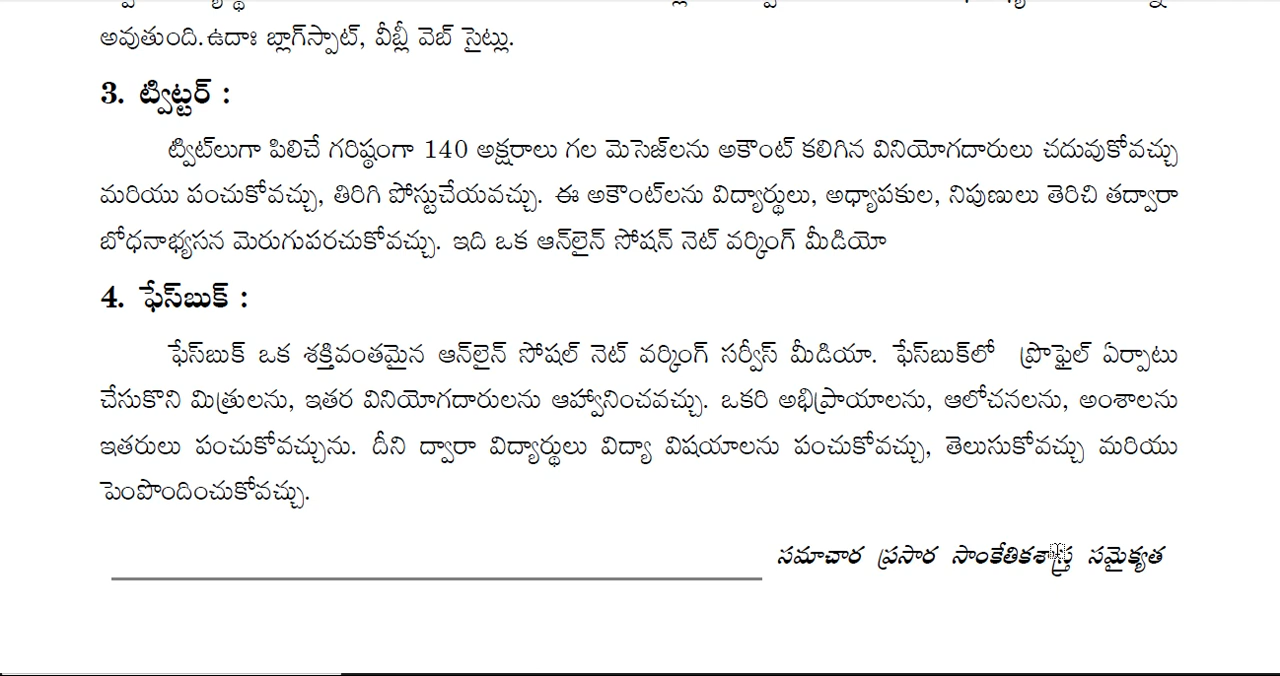 అవుతుంది.ఉదాః బ్లాగ్‌స్పాట్, వీబ్లీ వెబ్ సైట్లు.
3. ట్విట్టర్ :
ట్విట్‌లుగా పిలిచే గరిష్ఠంగా 140 అక్షరాలు గల మెసెజ్‌లను అకౌంట్ కలిగిన వినియోగదారులు చదువుకోవచ్చు
మరియు పంచుకోవచ్చు, తిరిగి పోస్టుచేయవచ్చు. ఈ అకౌంట్‌లను విద్యార్థులు, అధ్యాపకుల, నిపుణులు తెరిచి తద్వారా
బోధనాభ్యసన మెరుగుపరచుకోవచ్చు. ఇది ఒక ఆన్‌లైన్ సోషన్ నెట్ వర్కింగ్ మీడియో
4. ఫేస్‌బుక్ :
ఫేస్‌బుక్ ఒక శక్తివంతమైన ఆన్‌లైన్ సోషల్ నెట్ వర్కింగ్ సర్వీస్ మీడియా. ఫేస్‌బుక్‌లో ప్రొఫైల్ ఏర్పాటు
చేసుకొని మిత్రులను, ఇతర వినియోగదారులను ఆహ్వానించవచ్చు. ఒకరి అభిప్రాయాలను, ఆలోచనలను, అంశాలను
ఇతరులు పంచుకోవచ్చును. దీని ద్వారా విద్యార్థులు విద్యా విషయాలను పంచుకోవచ్చు, తెలుసుకోవచ్చు మరియు
పెంపొందించుకోవచ్చు.
సమాచార ప్రసార సాంకేతికశాస్త్ర సమైక్యత